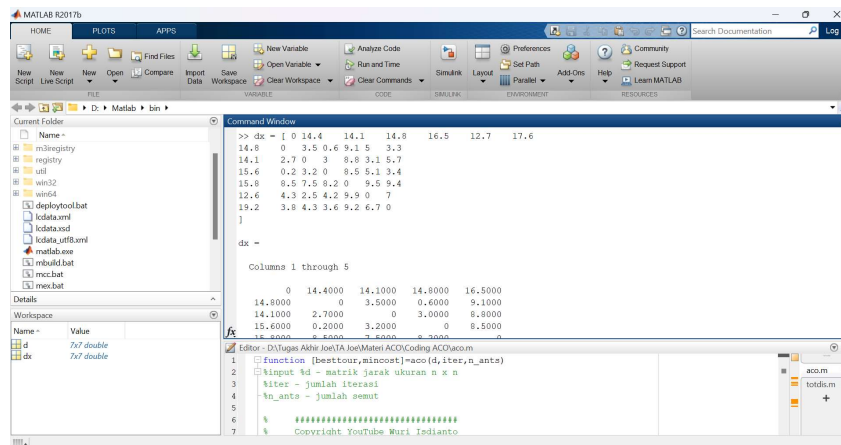 MATLAB R2017b
HOME PLOTS APPS
Search Documentation Log
New Script
New Live Script
New
Open
Find Files
Compare
Import Data
Save Workspace
New Variable
Open Variable
Clear Workspace
Analyze Code
Run and Time
Clear Commands
Simulink
Layout
Preferences
Set Path
Parallel
Add-Ons
Help
Community
Request Support
Learn MATLAB
FILE VARIABLE CODE SIMULINK ENVIRONMENT RESOURCES
D: Matlab bin
Current Folder
Name
m3iregistry
registry
util
win32
win64
deploytool.bat
lcdata.xml
lcdata.xsd
lcdata_utf8.xml
matlab.exe
mbuild.bat
mcc.bat
mex.bat
Details
Workspace
Name Value
d 7x7 double
dx 7x7 double
Command Window
>> dx = [ 0 14.4 14.1 14.8 16.5 12.7 17.6
14.8 0 3.5 0.6 9.1 5 3.3
14.1 2.7 0 3 8.8 3.1 5.7
15.6 0.2 3.2 0 8.5 5.1 3.4
15.8 8.5 7.5 8.2 0 9.5 9.4
12.6 4.3 2.5 4.2 9.9 0 7
19.2 3.8 4.3 3.6 9.2 6.7 0
]
dx =
Columns 1 through 5
0 14.4000 14.1000 14.8000 16.5000
14.8000 0 3.5000 0.6000 9.1000
14.1000 2.7000 0 3.0000 8.8000
15.6000 0.2000 3.2000 0 8.5000
15.8000 8.5000 7.5000 8.2000 0
fx
Editor - D:\Tugas Akhir Joe\TA Joe\Materi ACO\Coding ACO\aco.m
1 function [besttour,mincost]=aco(d,iter,n_ants)
2 %input %d - matrik jarak ukuran n x n
3 %iter - jumlah iterasi
4 %n_ants - jumlah semut
5
6 % ##############################
7 % Copyright YouTube Wuri Isdianto
aco.m
totdis.m
+